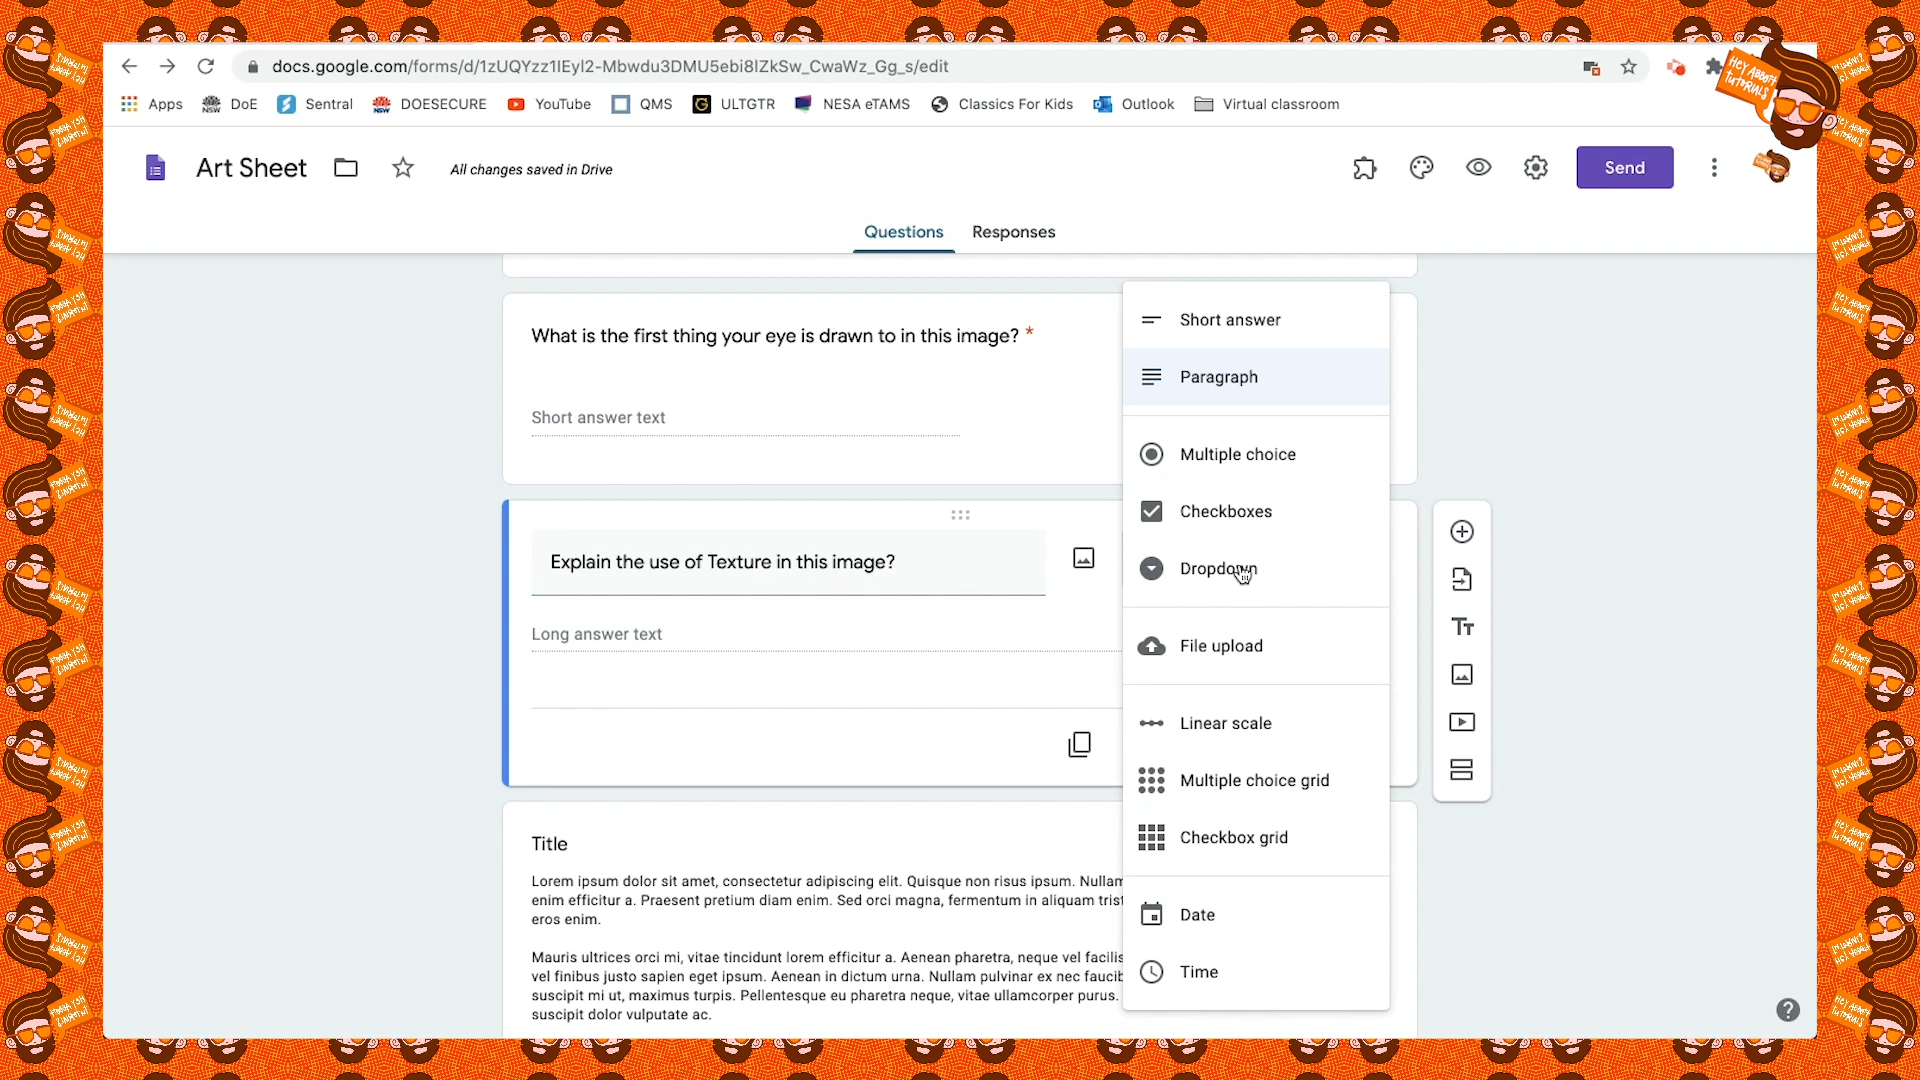 HEY ABOOTH
TUTORIALS
docs.google.com/forms/d/1zUQYzz1IEyl2-Mbwdu3DMU5ebi8lZkSw_CwaWz_Gg_s/edit
Apps DoE Sentral DOESECURE YouTube QMS ULTGTR NESA eTAMS Classics For Kids Outlook Virtual classroom
Art Sheet All changes saved in Drive Send
Questions Responses
What is the first thing your eye is drawn to in this image? *
Short answer text
Explain the use of Texture in this image?
Long answer text
Title
Lorem ipsum dolor sit amet, consectetur adipiscing elit. Quisque non risus ipsum. Nullam
enim efficitur a. Praesent pretium diam enim. Sed orci magna, fermentum in aliquam trist
eros enim.
Mauris ultrices orci mi, vitae tincidunt lorem efficitur a. Aenean pharetra, neque vel facilis
vel finibus justo sapien eget ipsum. Aenean in dictum urna. Nullam pulvinar ex nec faucib
suscipit mi ut, maximus turpis. Pellentesque eu pharetra neque, vitae ullamcorper purus.
suscipit dolor vulputate ac.
Short answer
Paragraph
Multiple choice
Checkboxes
Dropdown
File upload
Linear scale
Multiple choice grid
Checkbox grid
Date
Time
Tт